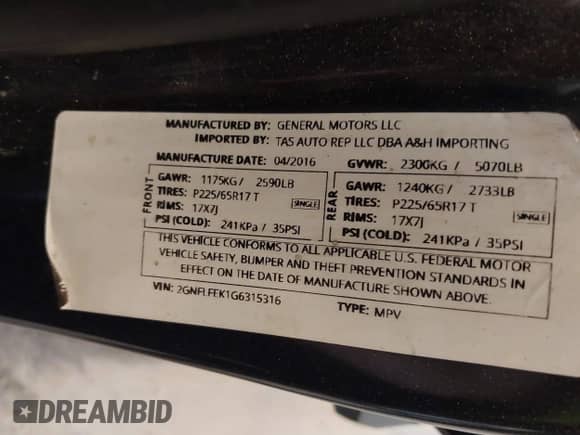 MANUFACTURED BY: GENERAL MOTORS LLC
IMPORTED BY: TAS AUTO REP LLC DBA A&H IMPORTING
MANUFACTURE DATE: 04/2016 GVWR: 2300KG / 5070LB
FRONT
GAWR: 1175KG / 2590LB
TIRES: P225/65R17 T
RIMS: 17X7J SINGLE
PSI (COLD): 241KPa / 35PSI
REAR
GAWR: 1240KG / 2733LB
TIRES: P225/65R17 T
RIMS: 17X7J SINGLE
PSI (COLD): 241KPa / 35PSI
THIS VEHICLE CONFORMS TO ALL APPLICABLE U.S. FEDERAL MOTOR
VEHICLE SAFETY, BUMPER AND THEFT PREVENTION STANDARDS IN
EFFECT ON THE DATE OF MANUFACTURE SHOWN ABOVE.
VIN: 2GNFLFEK1G6315316 TYPE: MPV
DREAMBID